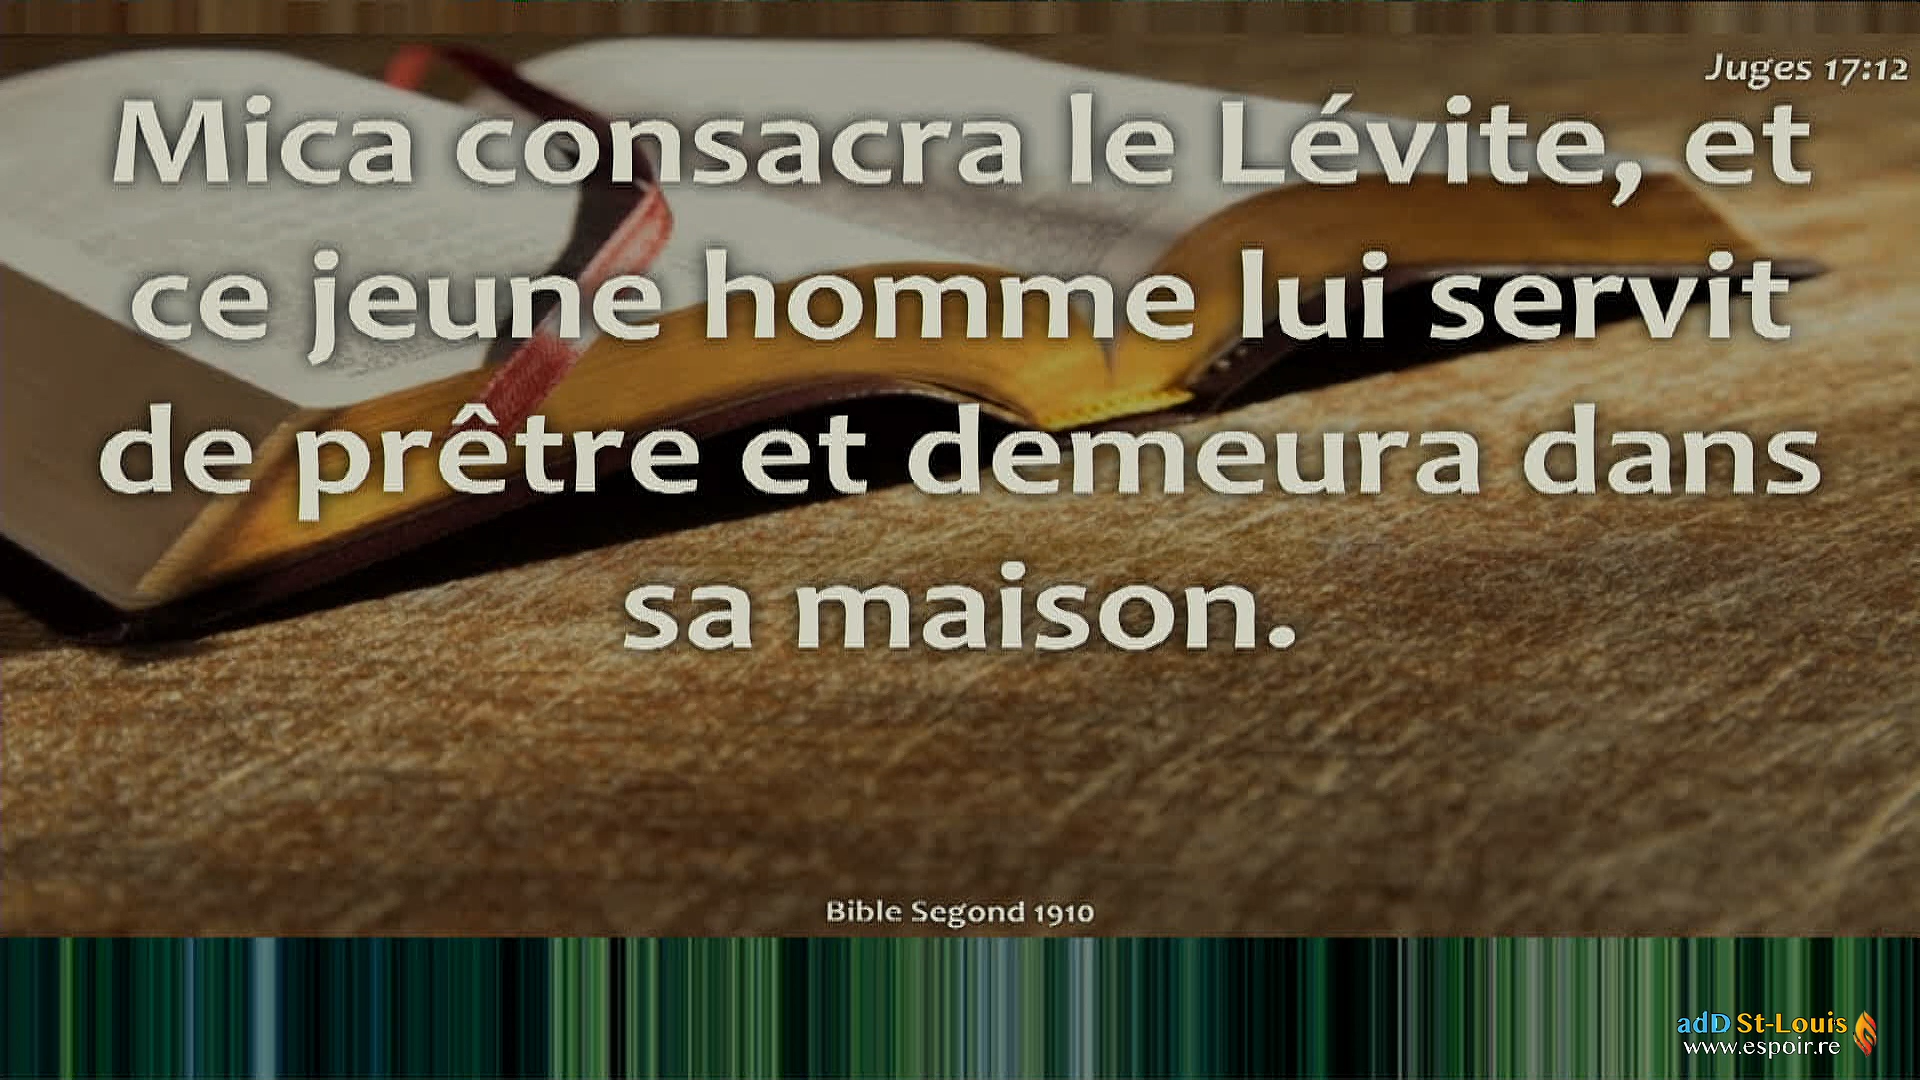 Juges 17:12
Mica consacra le Lévite, et
ce jeune homme lui servit
de prêtre et demeura dans
sa maison.
Bible Segond 1910
adD St-Louis
www.espoir.re